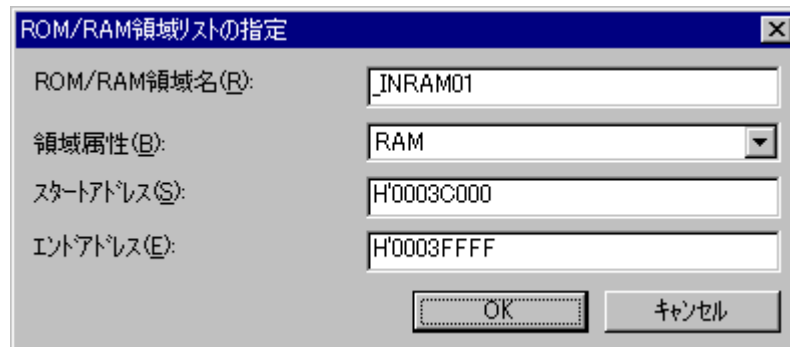 ROM/RAM領域ﾘｽﾄの指定
ROM/RAM領域名(R):
_INRAM01
領域属性(B):
RAM
ｽﾀｰﾄｱﾄﾞﾚｽ(S):
H'0003C000
ｴﾝﾄﾞｱﾄﾞﾚｽ(E):
H'0003FFFF
OK
ｷｬﾝｾﾙ